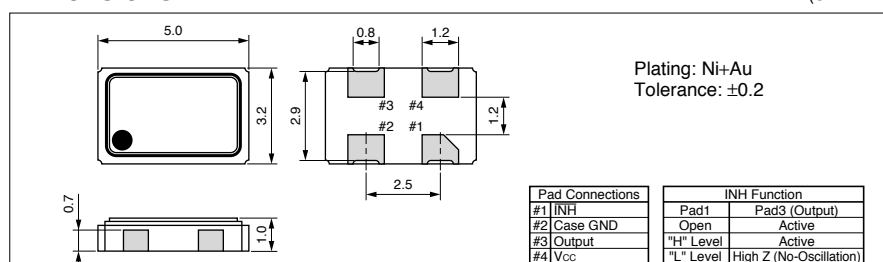 5.0
0.8
1.2
Plating: Ni+Au
Tolerance: ±0.2
3.2
2.9
#3 #4
#2 #1
1.2
2.5
0.7
1.0
Pad Connections
#1 INH
#2 Case GND
#3 Output
#4 Vcc
INH Function
Pad1 Pad3 (Output)
Open Active
"H" Level Active
"L" Level High Z (No-Oscillation)